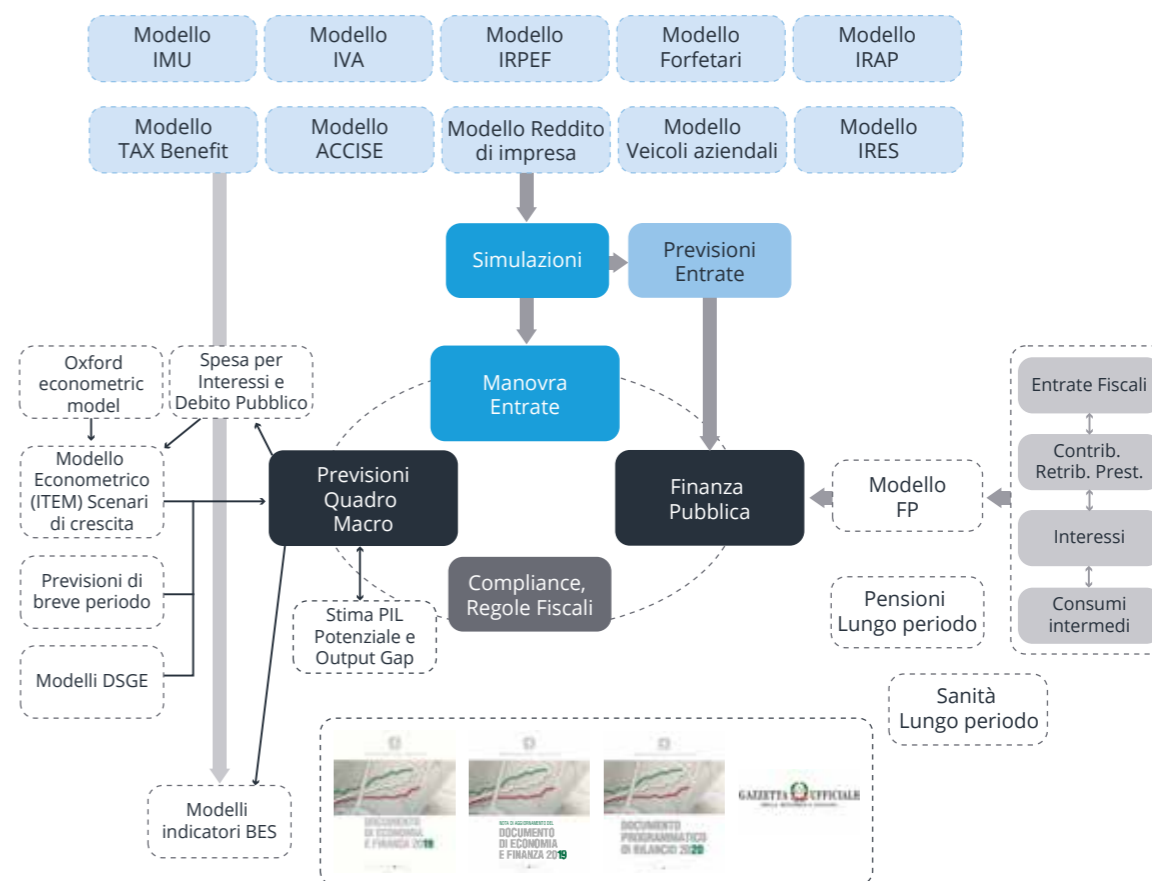 Modello
IMU
Modello
IVA
Modello
IRPEF
Modello
Forfetari
Modello
IRAP
Modello
TAX Benefit
Modello
ACCISE
Modello Reddito
di impresa
Modello
Veicoli aziendali
Modello
IRES
Simulazioni
Previsioni
Entrate
Oxford
econometric
model
Spesa per
Interessi e
Debito Pubblico
Manovra
Entrate
Entrate Fiscali
Modello
Econometrico
(ITEM) Scenari
di crescita
Previsioni
Quadro
Macro
Finanza
Pubblica
Modello
FP
Contrib.
Retrib. Prest.
Interessi
Previsioni di
breve periodo
Stima PIL
Potenziale e
Output Gap
Compliance,
Regole Fiscali
Pensioni
Lungo periodo
Consumi
intermedi
Modelli DSGE
Sanità
Lungo periodo
Modelli
indicatori BES
DOCUMENTO
DI ECONOMIA
E FINANZA 2019
NOTA DI AGGIORNAMENTO DEL
DOCUMENTO
DI ECONOMIA
E FINANZA 2019
DOCUMENTO
PROGRAMMATICO
DI BILANCIO 2020
GAZZETTA UFFICIALE